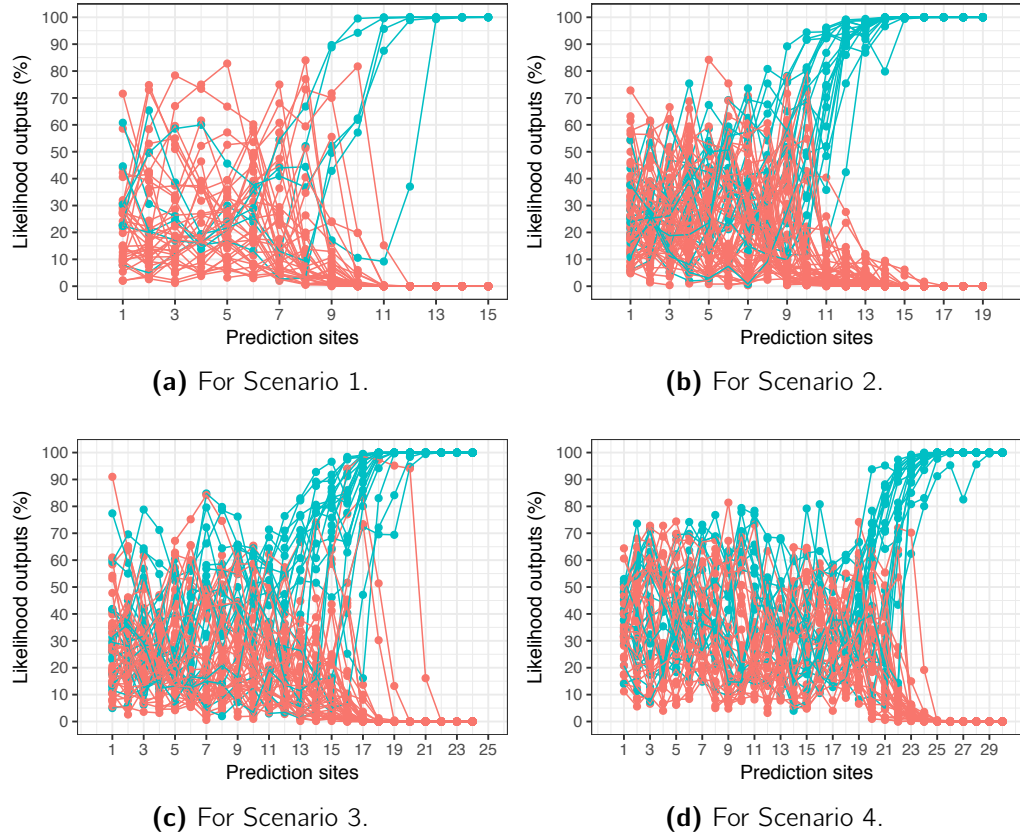 100
90
80
70
60
50
40
30
20
10
0
Likelihood outputs (%)
1 3 5 7 9 11 13 15
Prediction sites
(a) For Scenario 1.
100
90
80
70
60
50
40
30
20
10
0
Likelihood outputs (%)
1 3 5 7 9 11 13 15 17 19
Prediction sites
(b) For Scenario 2.
100
90
80
70
60
50
40
30
20
10
0
Likelihood outputs (%)
1 3 5 7 9 11 13 15 17 19 21 23 25
Prediction sites
(c) For Scenario 3.
100
90
80
70
60
50
40
30
20
10
0
Likelihood outputs (%)
1 3 5 7 9 11 13 15 17 19 21 23 25 27 29
Prediction sites
(d) For Scenario 4.